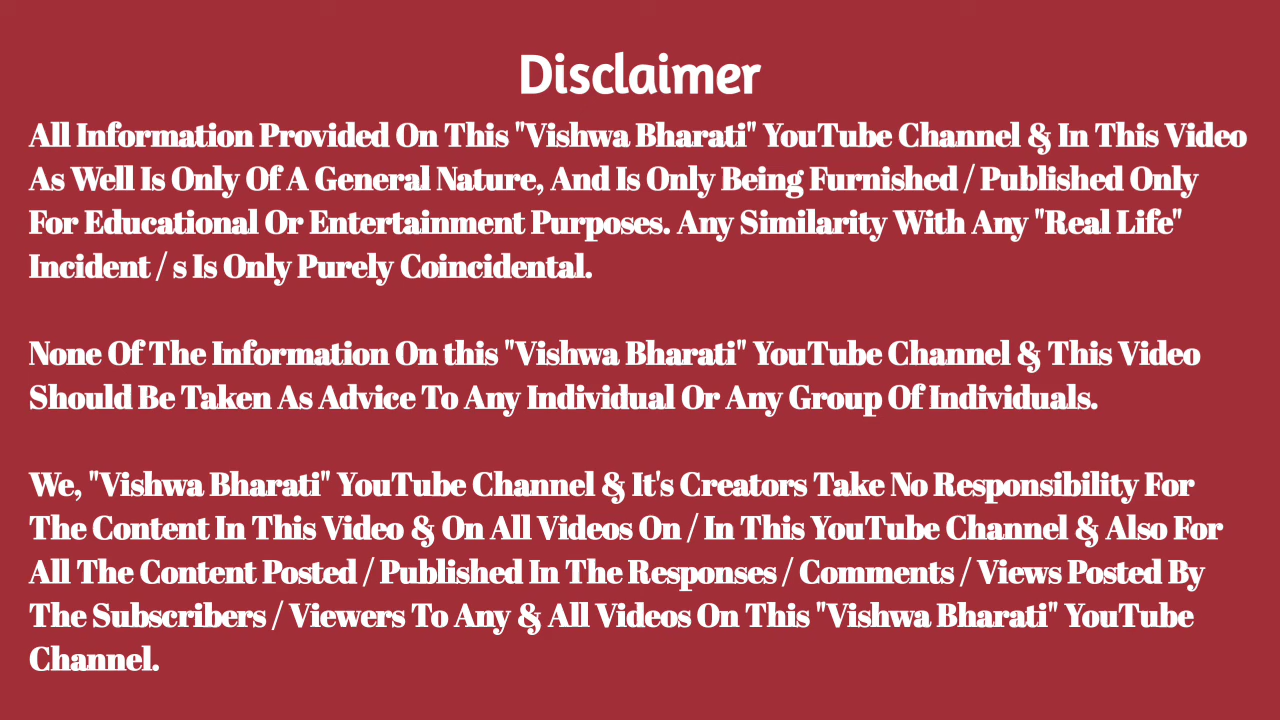 Disclaimer
All Information Provided On This "Vishwa Bharati" YouTube Channel & In This Video
As Well Is Only Of A General Nature, And Is Only Being Furnished / Published Only
For Educational Or Entertainment Purposes. Any Similarity With Any "Real Life"
Incident / s Is Only Purely Coincidental.
None Of The Information On this "Vishwa Bharati" YouTube Channel & This Video
Should Be Taken As Advice To Any Individual Or Any Group Of Individuals.
We, "Vishwa Bharati" YouTube Channel & It's Creators Take No Responsibility For
The Content In This Video & On All Videos On / In This YouTube Channel & Also For
All The Content Posted / Published In The Responses / Comments / Views Posted By
The Subscribers / Viewers To Any & All Videos On This "Vishwa Bharati" YouTube
Channel.